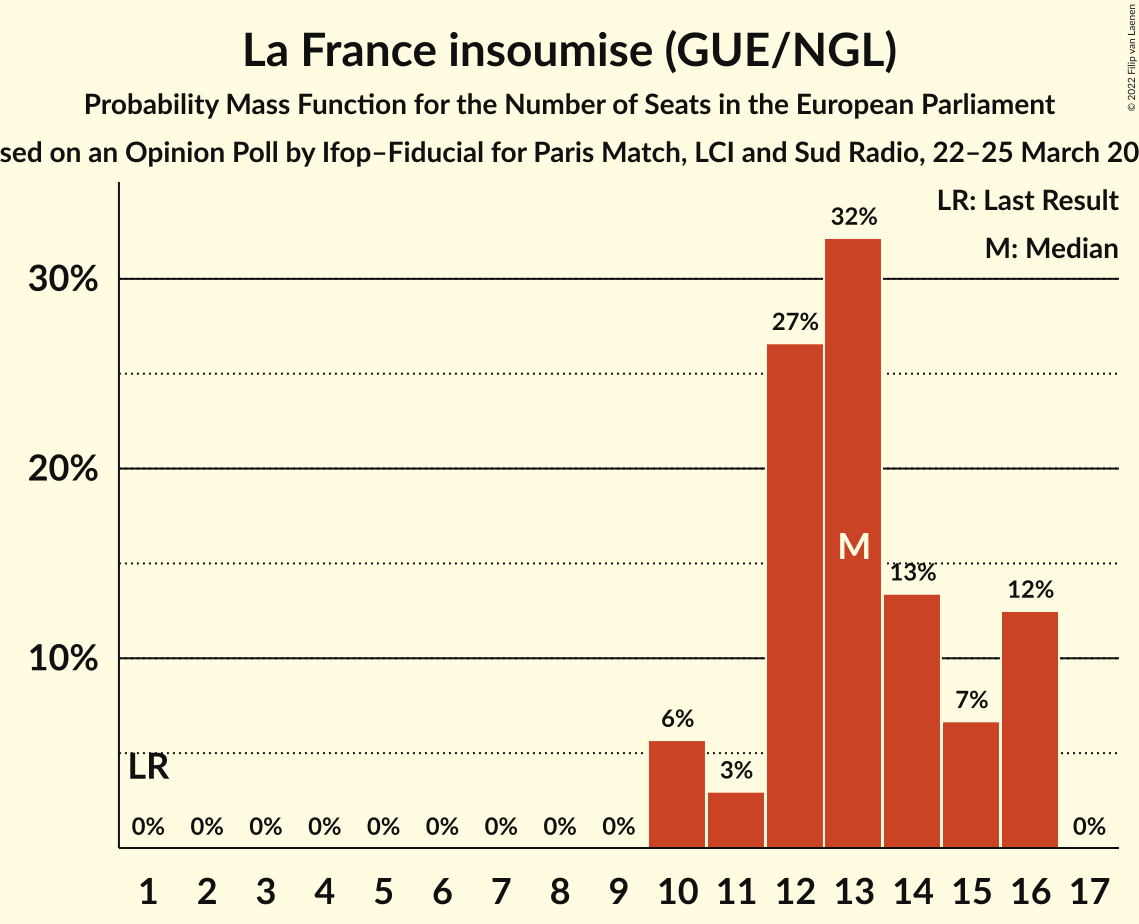 La France insoumise (GUE/NGL)
Probability Mass Function for the Number of Seats in the European Parliament
sed on an Opinion Poll by Ifop–Fiducial for Paris Match, LCI and Sud Radio, 22–25 March 20
© 2022 Filip van Laenen
LR: Last Result
M: Median
32%
30%
27%
20%
M
13%
12%
10%
7%
6%
3%
LR
0% 0% 0% 0% 0% 0% 0% 0% 0% 0%
1 2 3 4 5 6 7 8 9 10 11 12 13 14 15 16 17